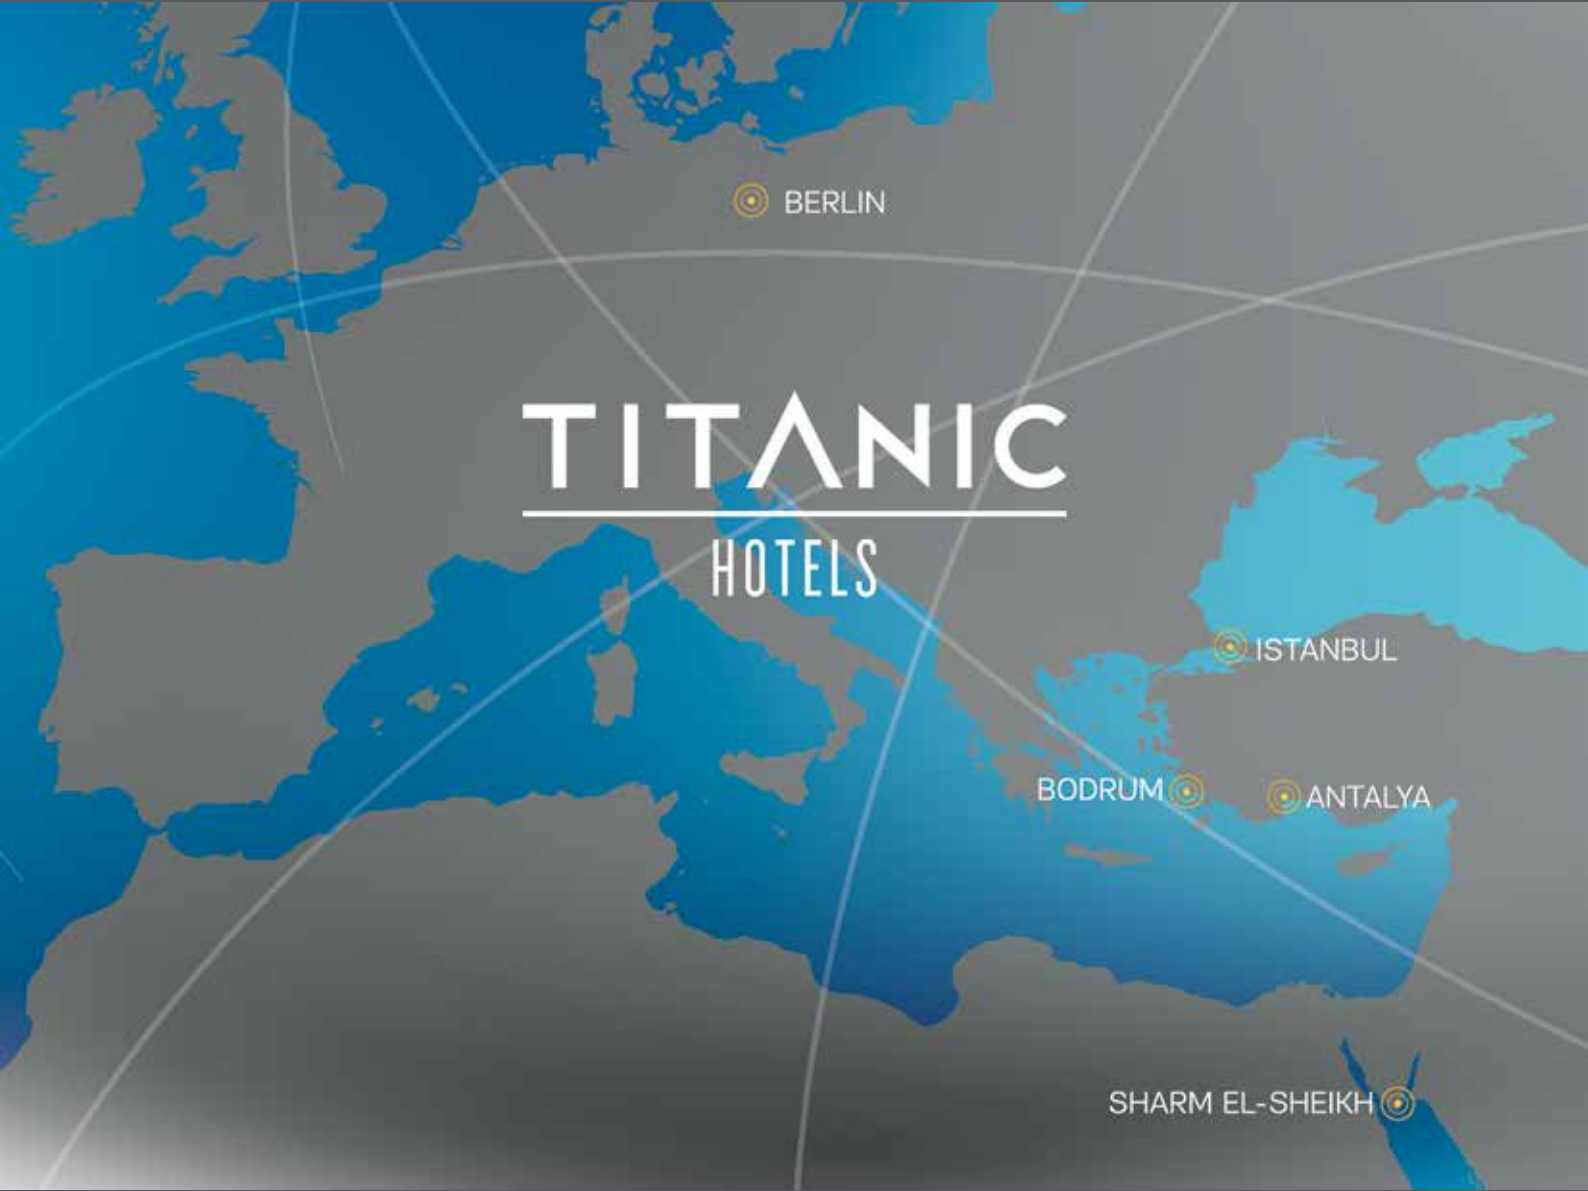 BERLIN
TITANIC
HOTELS
ISTANBUL
BODRUM
ANTALYA
SHARM EL-SHEIKH